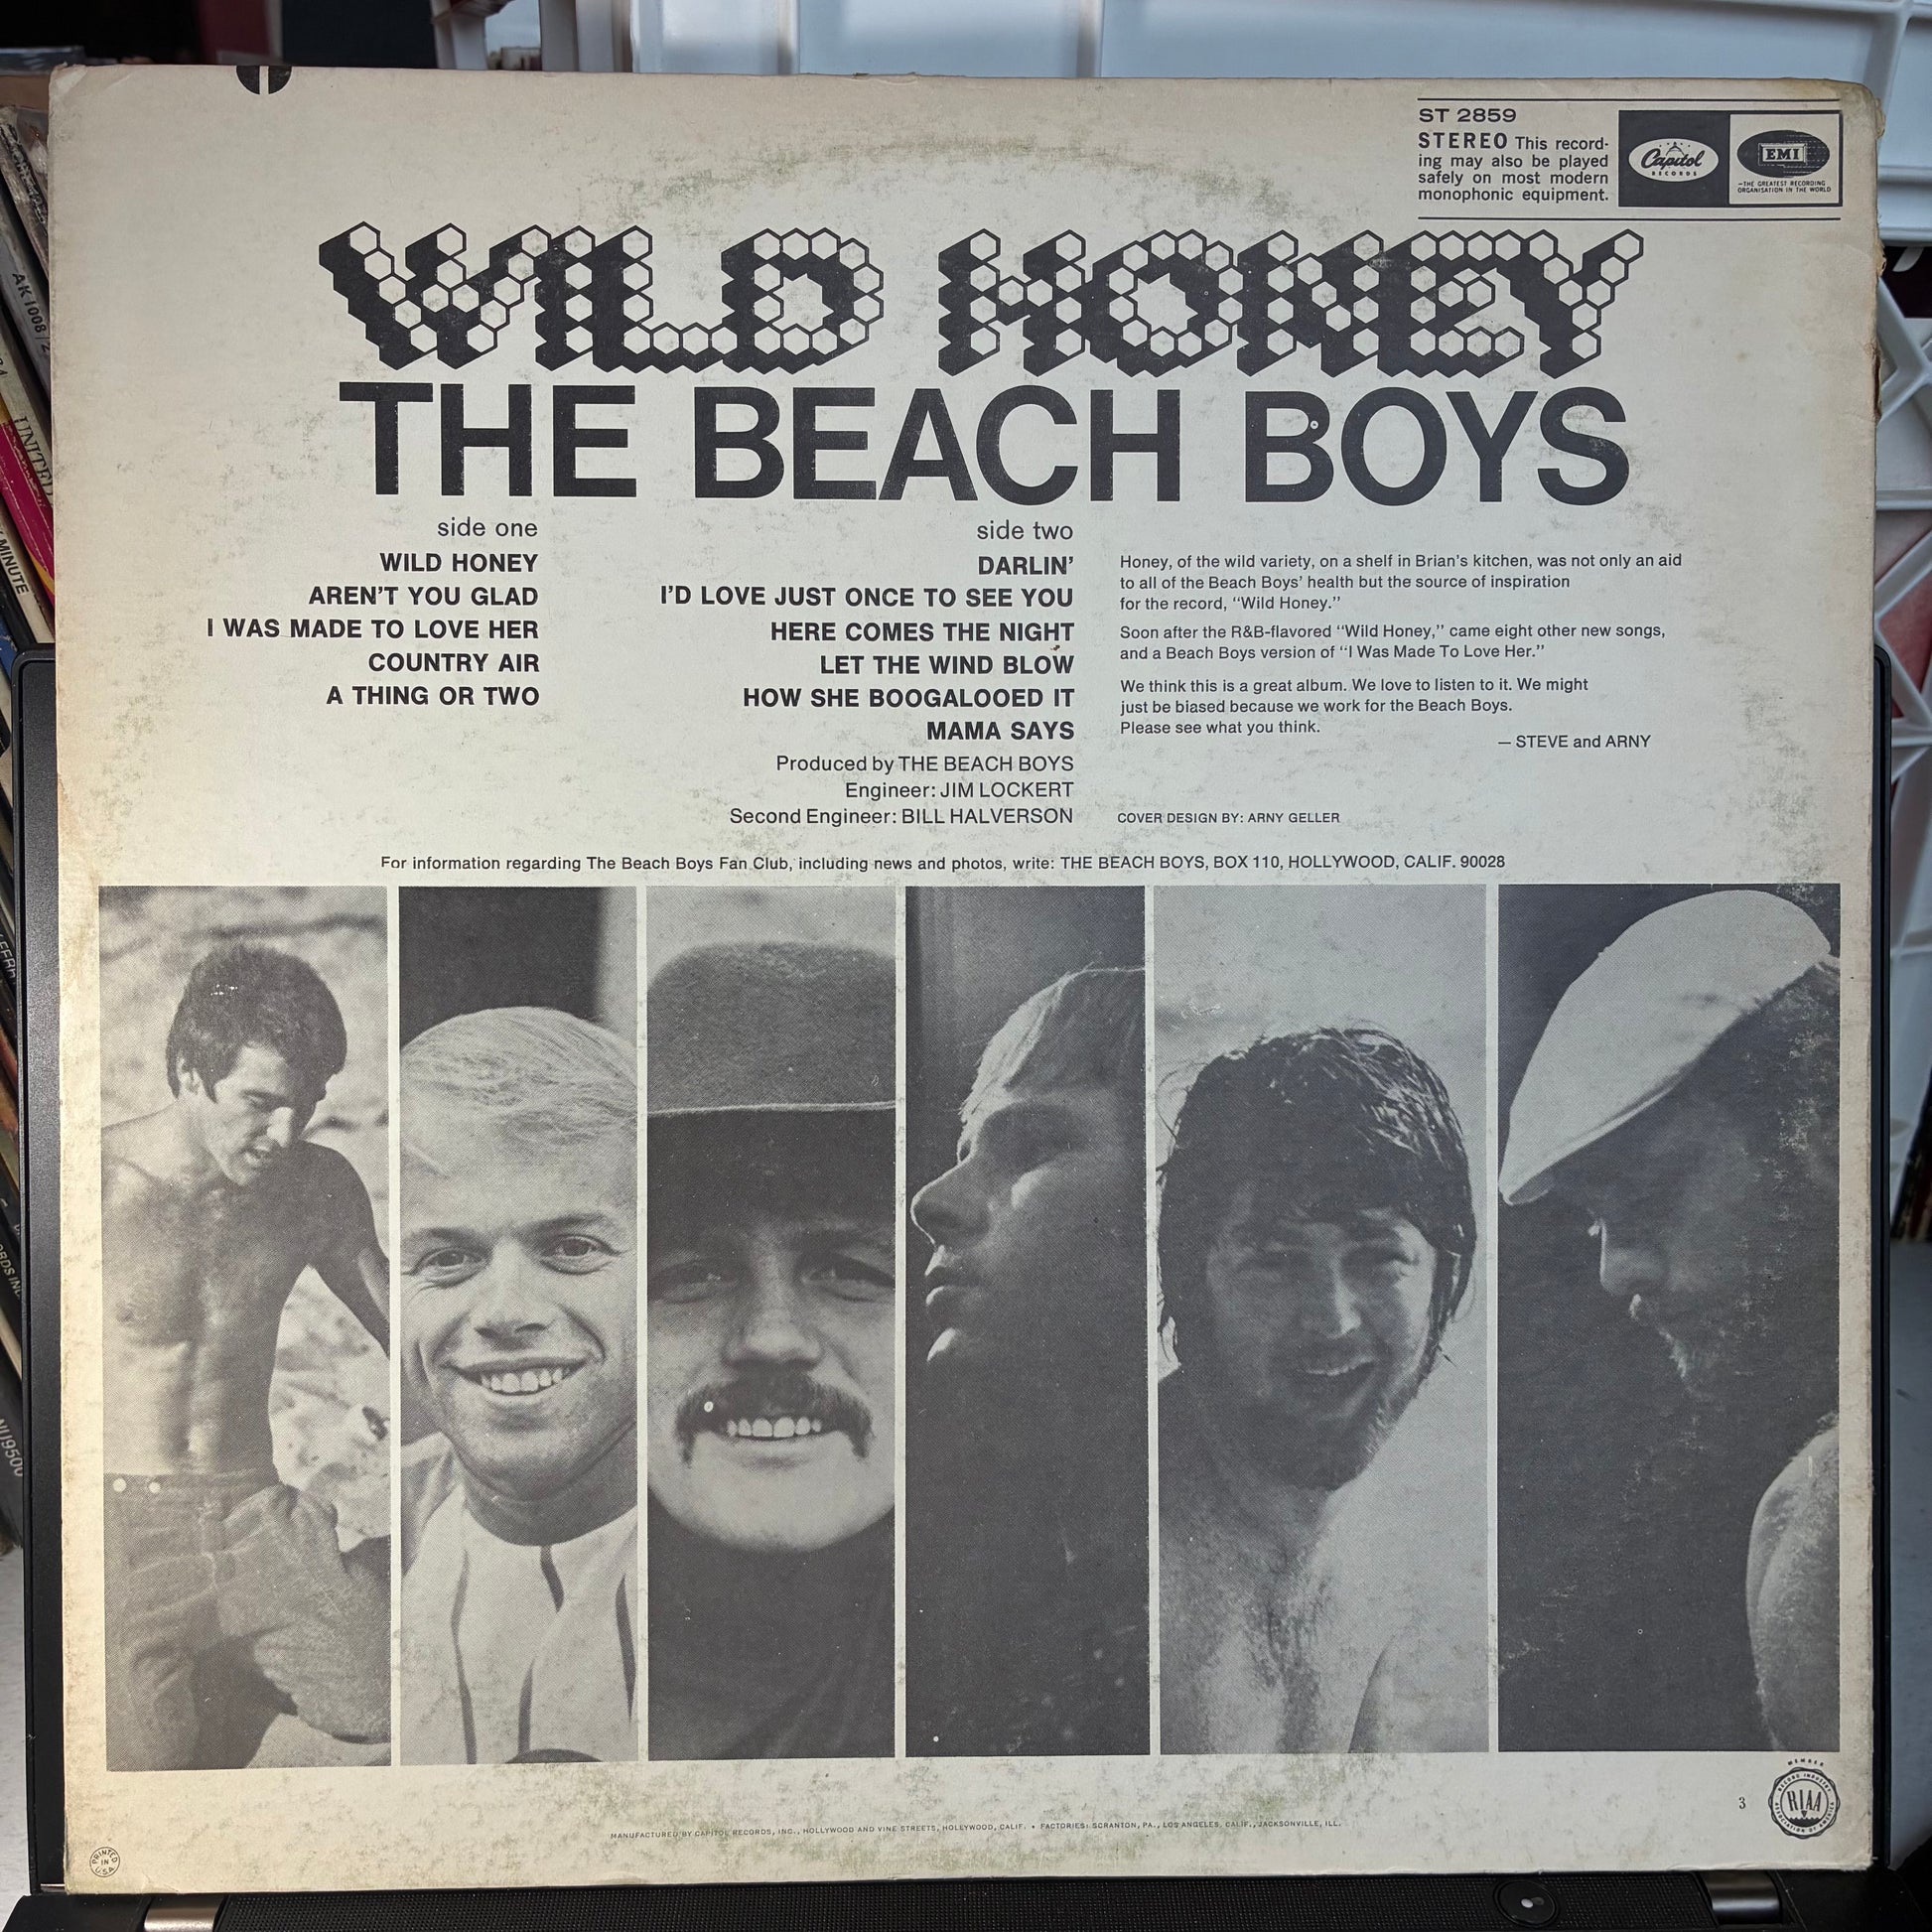 ST 2859
STEREO This record-
ing may also be played
safely on most modern
monophonic equipment.
Capitol
RECORDS
EMI
—THE GREATEST RECORDING
ORGANISATION IN THE WORLD
WILD HONEY
THE BEACH BOYS
side one
WILD HONEY
AREN'T YOU GLAD
I WAS MADE TO LOVE HER
COUNTRY AIR
A THING OR TWO
side two
DARLIN'
I'D LOVE JUST ONCE TO SEE YOU
HERE COMES THE NIGHT
LET THE WIND BLOW
HOW SHE BOOGALOOED IT
MAMA SAYS
Produced by THE BEACH BOYS
Engineer: JIM LOCKERT
Second Engineer: BILL HALVERSON
Honey, of the wild variety, on a shelf in Brian's kitchen, was not only an aid
to all of the Beach Boys' health but the source of inspiration
for the record, "Wild Honey."
Soon after the R&B-flavored "Wild Honey," came eight other new songs,
and a Beach Boys version of "I Was Made To Love Her."
We think this is a great album. We love to listen to it. We might
just be biased because we work for the Beach Boys.
Please see what you think.
— STEVE and ARNY
COVER DESIGN BY: ARNY GELLER
For information regarding The Beach Boys Fan Club, including news and photos, write: THE BEACH BOYS, BOX 110, HOLLYWOOD, CALIF. 90028
3
MEMBER
RECORD INDUSTRY
ASSOCIATION OF AMERICA
RIAA
MANUFACTURED BY CAPITOL RECORDS, INC., HOLLYWOOD AND VINE STREETS, HOLLYWOOD, CALIF. • FACTORIES: SCRANTON, PA., LOS ANGELES, CALIF., JACKSONVILLE, ILL.
PRINTED
IN
U.S.A.
AK 1008
UNITED
MINUTE